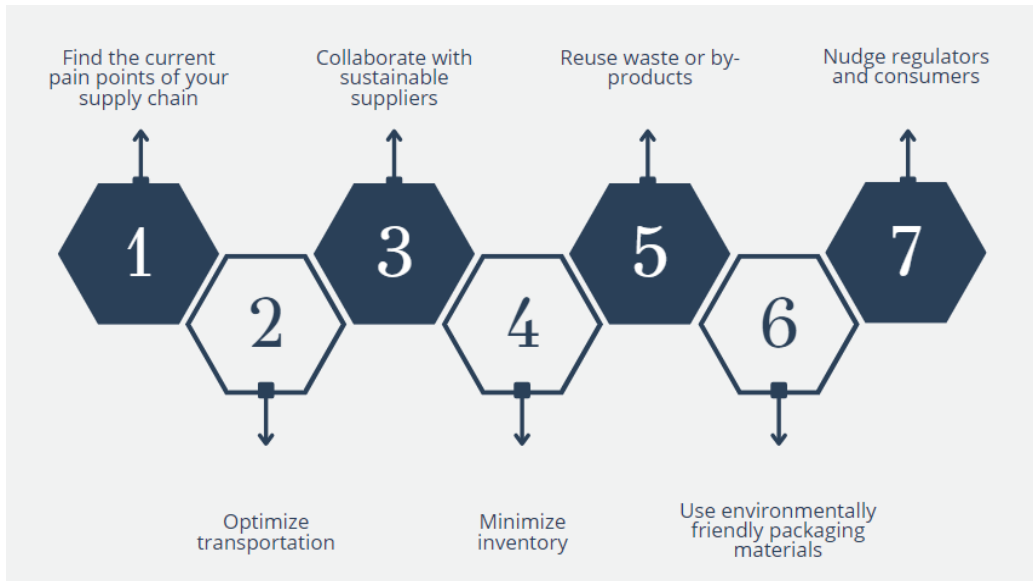 Find the current
pain points of your
supply chain
Collaborate with
sustainable
suppliers
Reuse waste or by-
products
Nudge regulators
and consumers
1
2
3
4
5
6
7
Optimize
transportation
Minimize
inventory
Use environmentally
friendly packaging
materials